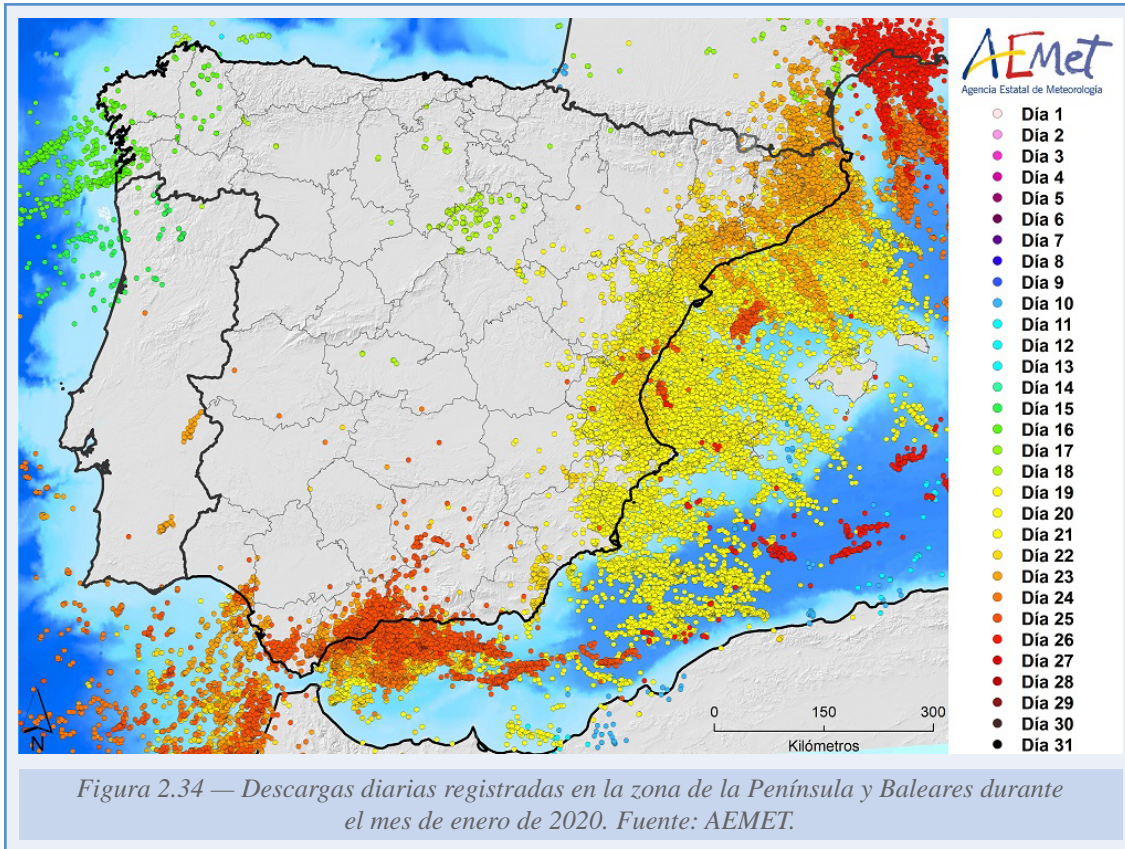 AEMet
Agencia Estatal de Meteorología
Día 1
Día 2
Día 3
Día 4
Día 5
Día 6
Día 7
Día 8
Día 9
Día 10
Día 11
Día 12
Día 13
Día 14
Día 15
Día 16
Día 17
Día 18
Día 19
Día 20
Día 21
Día 22
Día 23
Día 24
Día 25
Día 26
Día 27
Día 28
Día 29
Día 30
Día 31
N
0 150 300
Kilómetros
Figura 2.34 — Descargas diarias registradas en la zona de la Península y Baleares durante
el mes de enero de 2020. Fuente: AEMET.